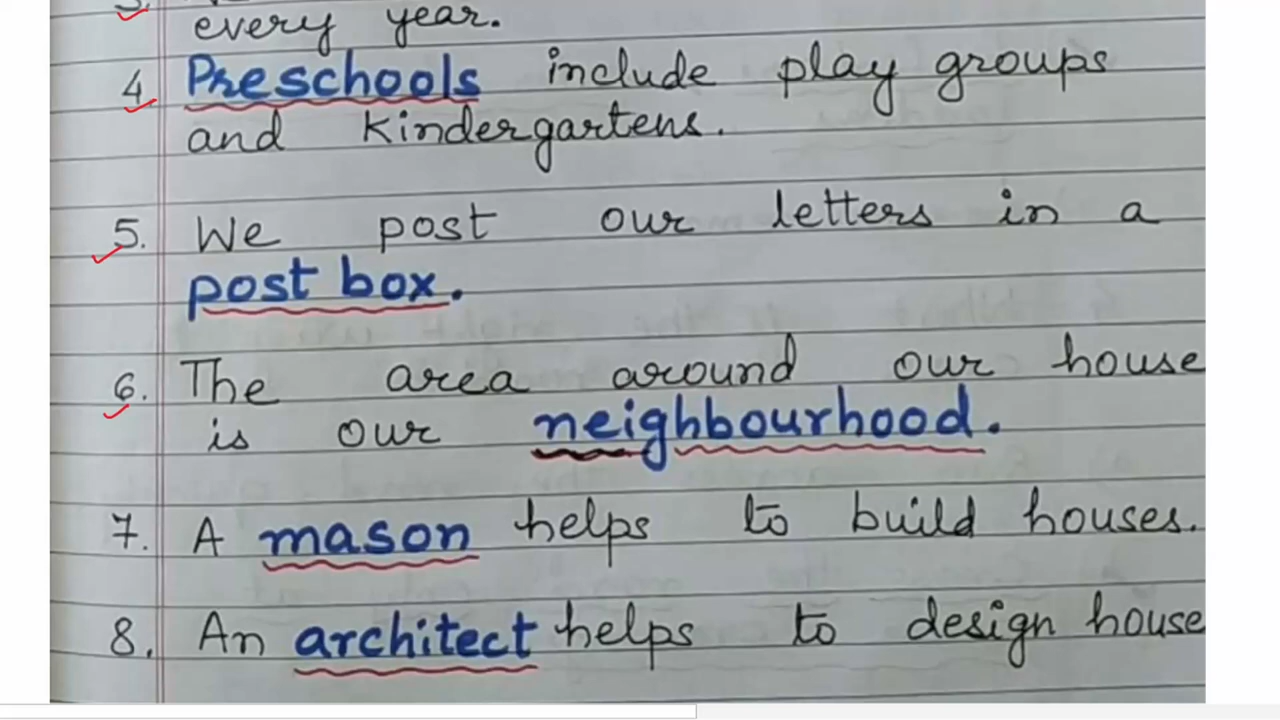 every year.
4 Preschools include play groups
and Kindergartens.
5. We post our letters in a
post box.
6. The area around our house
is our neighbourhood.
7. A mason helps to build houses.
8. An architect helps to design house